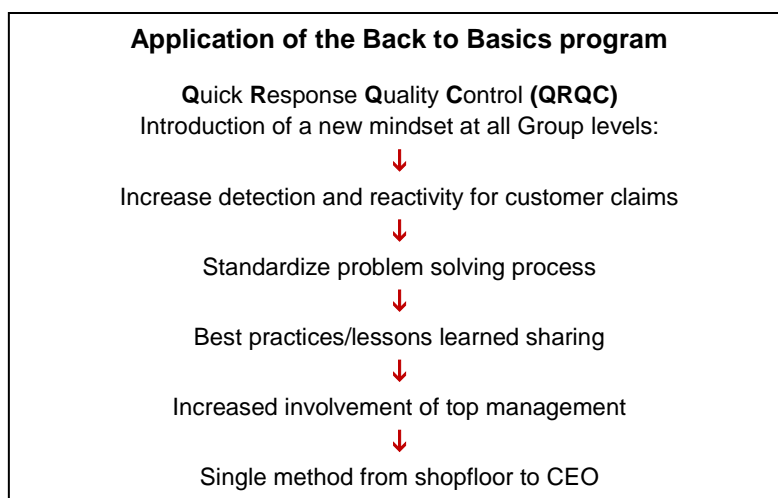 Application of the Back to Basics program
Quick Response Quality Control (QRQC)
Introduction of a new mindset at all Group levels:
Increase detection and reactivity for customer claims
Standardize problem solving process
Best practices/lessons learned sharing
Increased involvement of top management
Single method from shopfloor to CEO